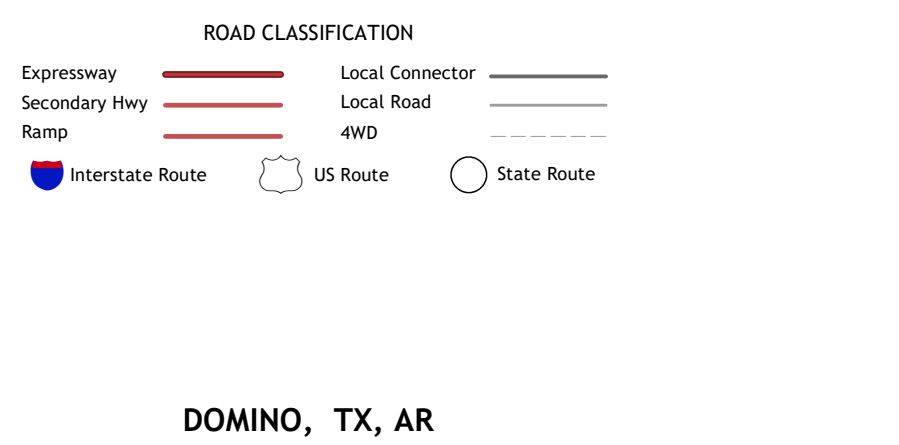 ROAD CLASSIFICATION
Expressway Local Connector
Secondary Hwy Local Road
Ramp 4WD
Interstate Route US Route State Route
DOMINO, TX, AR